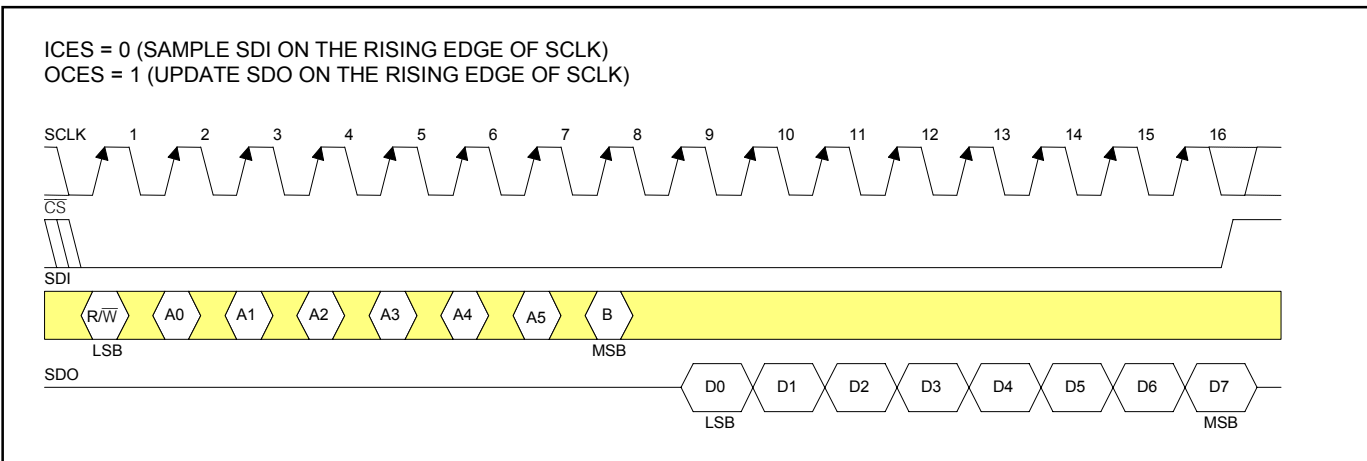 ICES = 0 (SAMPLE SDI ON THE RISING EDGE OF SCLK)
OCES = 1 (UPDATE SDO ON THE RISING EDGE OF SCLK)
SCLK 1 2 3 4 5 6 7 8 9 10 11 12 13 14 15 16
C̅S̅
SDI
R/W̅ A0 A1 A2 A3 A4 A5 B
LSB MSB
SDO
D0 D1 D2 D3 D4 D5 D6 D7
LSB MSB